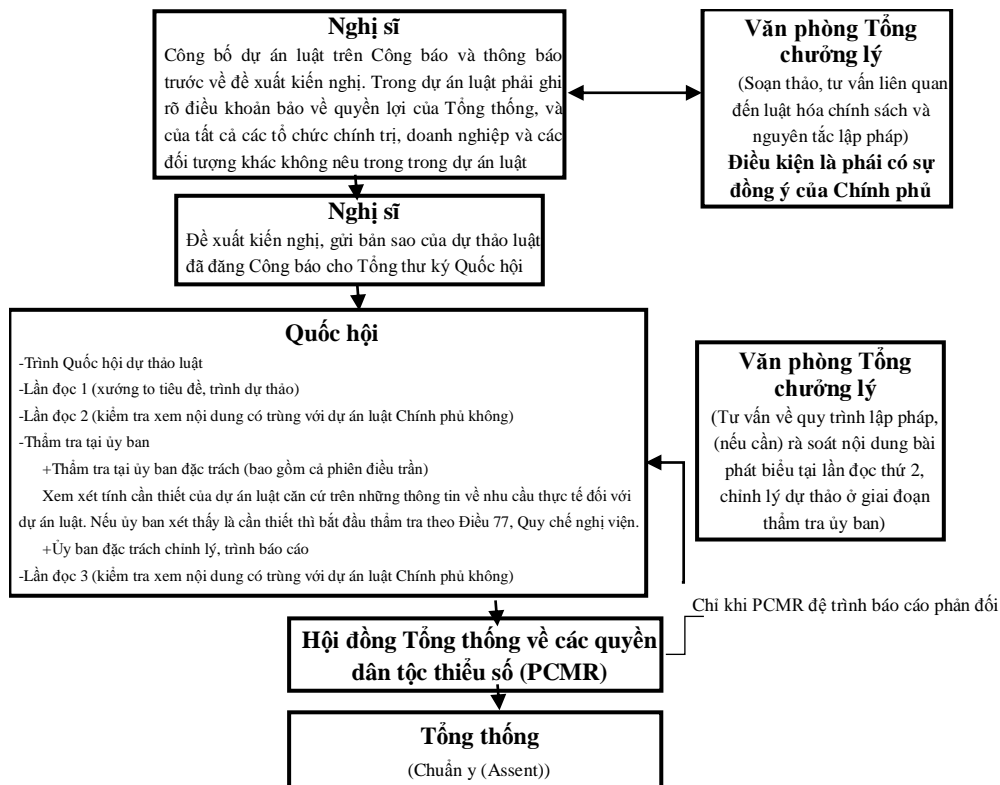 Nghị sĩ
Công bố dự án luật trên Công báo và thông báo
trước về đề xuất kiến nghị. Trong dự án luật phải ghi
rõ điều khoản bảo về quyền lợi của Tổng thống, và
của tất cả các tổ chức chính trị, doanh nghiệp và các
đối tượng khác không nêu trong trong dự án luật
Văn phòng Tổng
chưởng lý
(Soạn thảo, tư vấn liên quan
đến luật hóa chính sách và
nguyên tắc lập pháp)
Điều kiện là phái có sự
đồng ý của Chính phủ
Nghị sĩ
Đề xuất kiến nghị, gửi bản sao của dự thảo luật
đã đăng Công báo cho Tổng thư ký Quốc hội
Quốc hội
-Trình Quốc hội dự thảo luật
-Lần đọc 1 (xướng to tiêu đề, trình dự thảo)
-Lần đọc 2 (kiểm tra xem nội dung có trùng với dự án luật Chính phủ không)
-Thẩm tra tại ủy ban
+Thẩm tra tại ủy ban đặc trách (bao gồm cả phiên điều trần)
Xem xét tính cần thiết của dự án luật căn cứ trên những thông tin về nhu cầu thực tế đối với
dự án luật. Nếu ủy ban xét thấy là cần thiết thì bắt đầu thẩm tra theo Điều 77, Quy chế nghị viện.
+Ủy ban đặc trách chỉnh lý, trình báo cáo
-Lần đọc 3 (kiểm tra xem nội dung có trùng với dự án luật Chính phủ không)
Văn phòng Tổng
chưởng lý
(Tư vấn về quy trình lập pháp,
(nếu cần) rà soát nội dung bài
phát biểu tại lần đọc thứ 2,
chỉnh lý dự thảo ở giai đoạn
thẩm tra ủy ban)
Chỉ khi PCMR đệ trình báo cáo phản đối
Hội đồng Tổng thống về các quyền
dân tộc thiểu số (PCMR)
Tổng thống
(Chuẩn y (Assent))